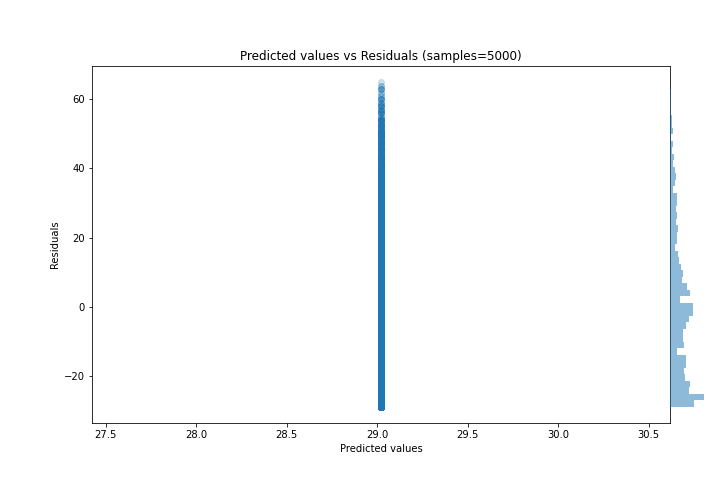 Predicted values vs Residuals (samples=5000)
60
40
20
0
−20
Residuals
27.5 28.0 28.5 29.0 29.5 30.0 30.5
Predicted values